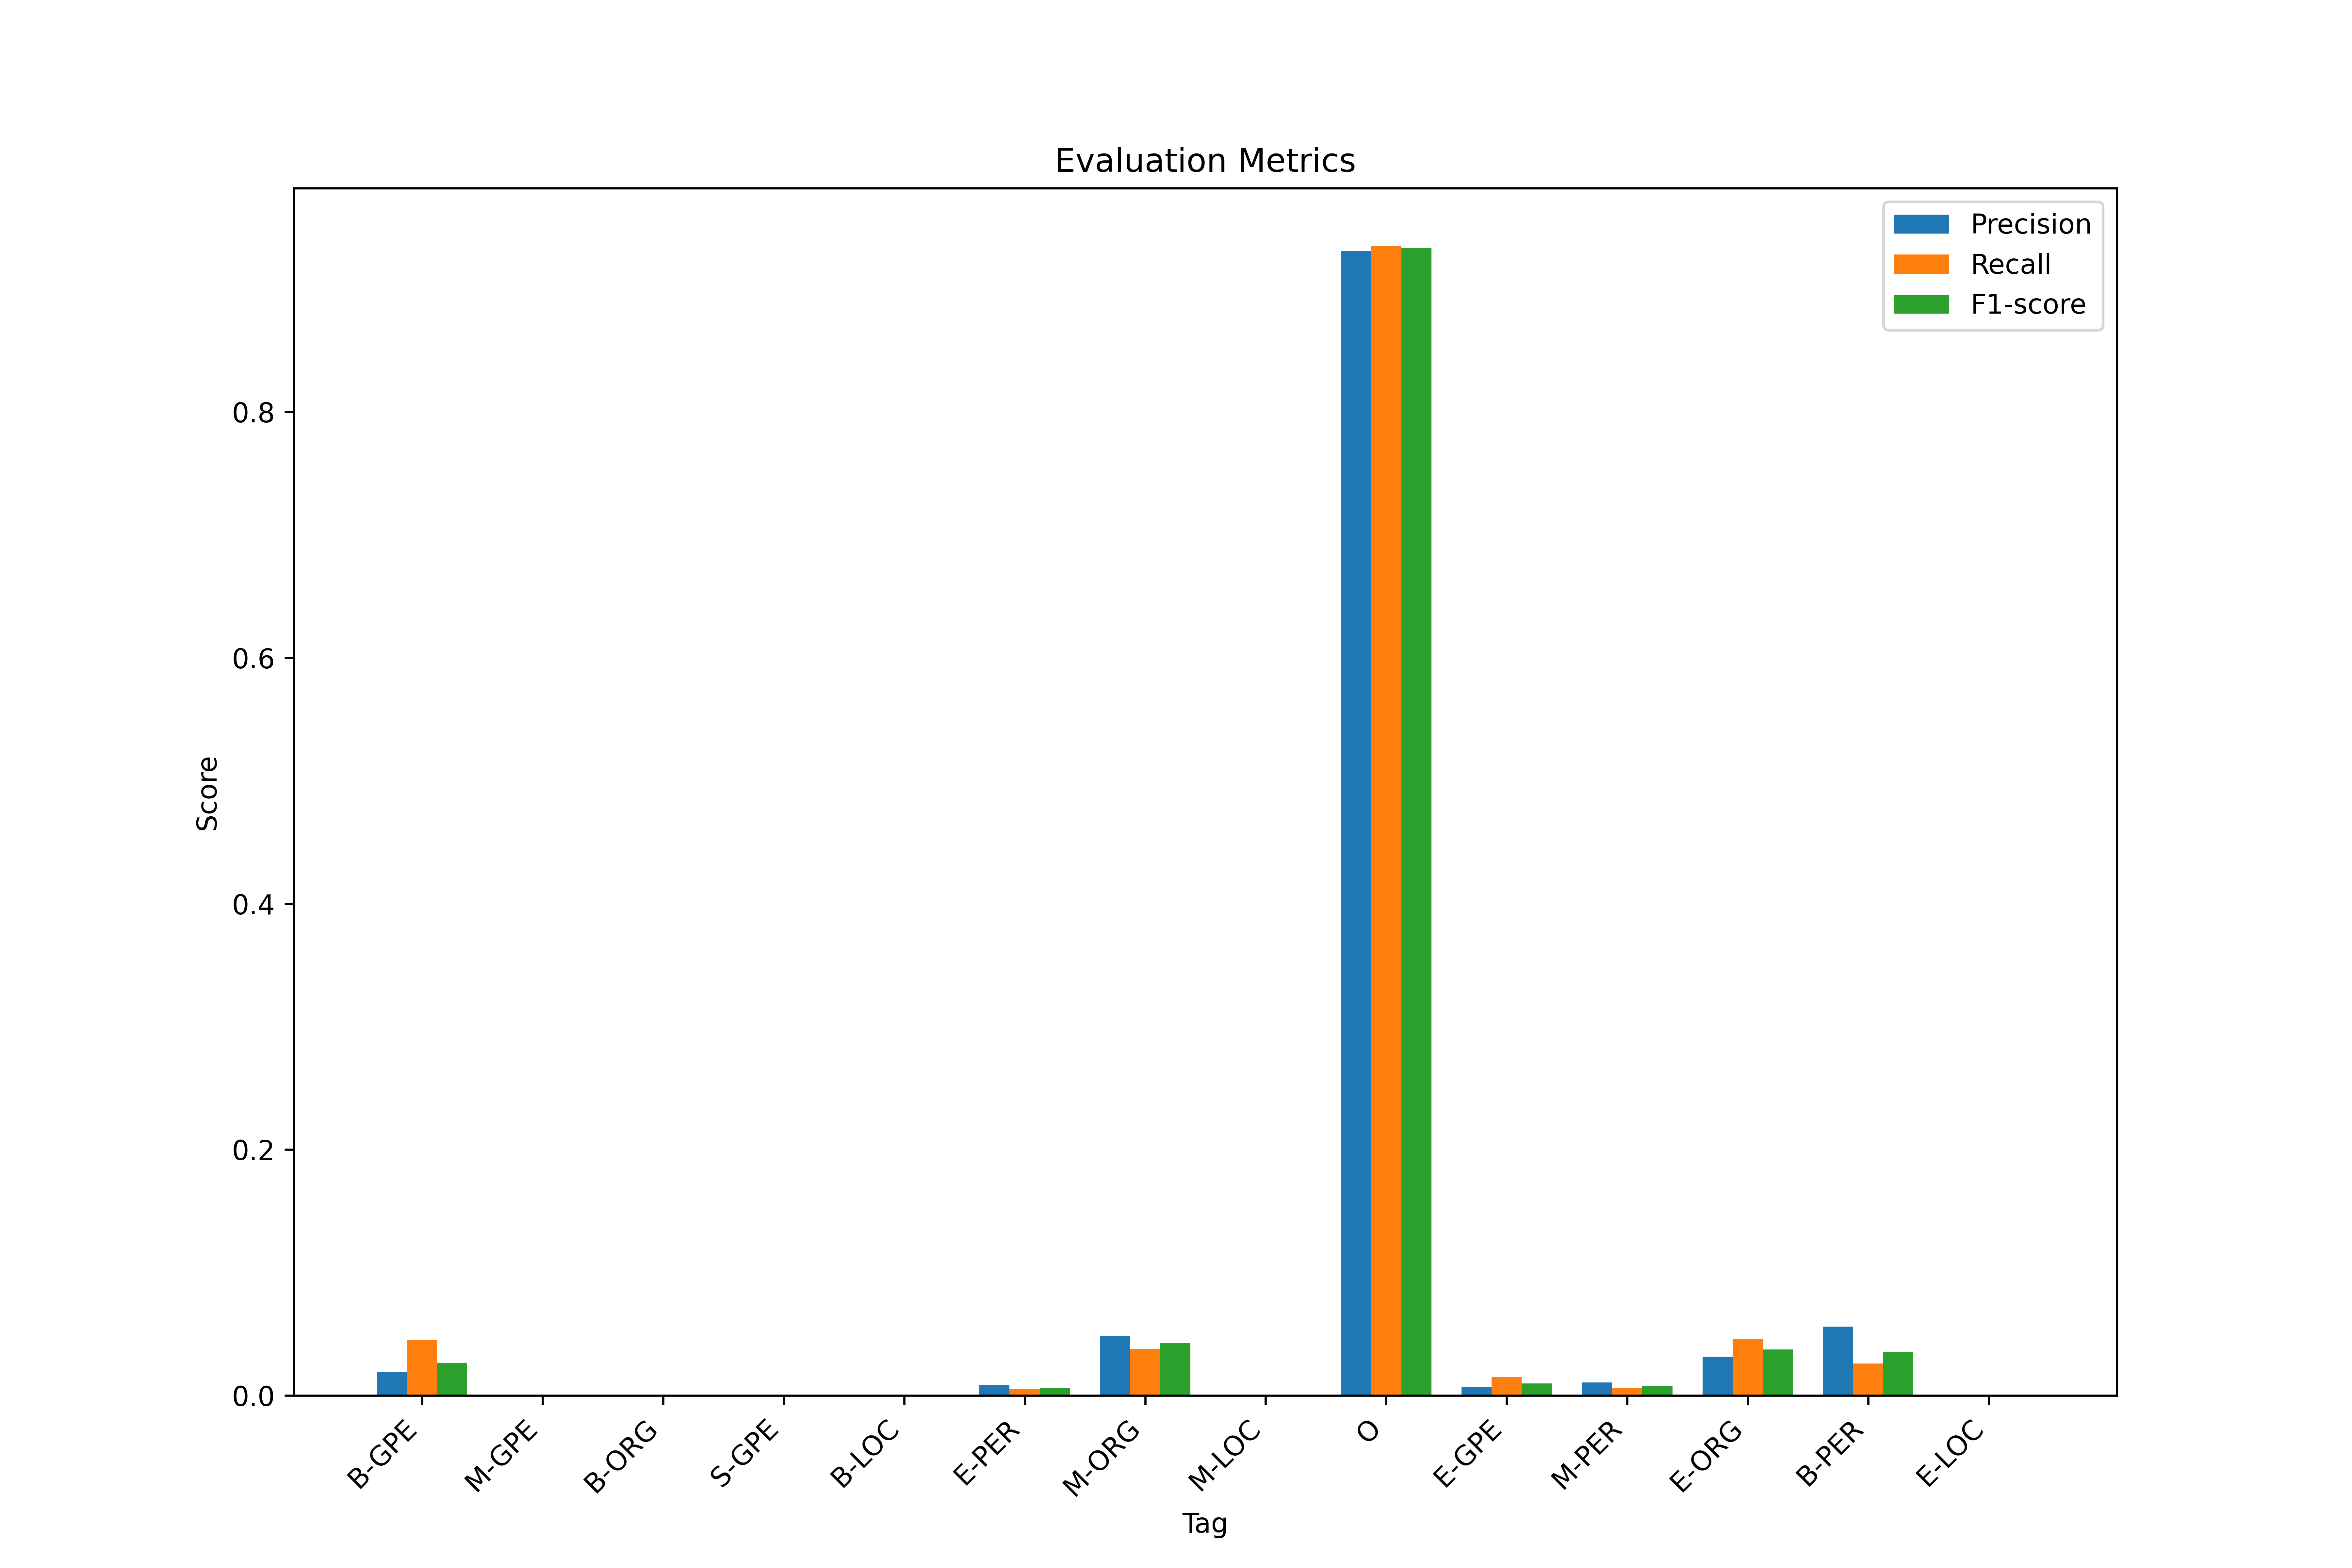 Evaluation Metrics
Precision
Recall
F1-score
0.8
0.6
0.4
0.2
0.0
Score
B-GPE
M-GPE
B-ORG
S-GPE
B-LOC
E-PER
M-ORG
M-LOC
O
E-GPE
M-PER
E-ORG
B-PER
E-LOC
Tag